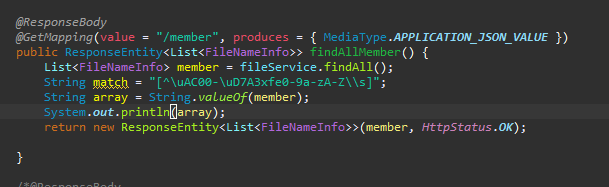 @ResponseBody
@GetMapping(value = "/member", produces = { MediaType.APPLICATION_JSON_VALUE })
public ResponseEntity<List<FileNameInfo>> findAllMember() {
List<FileNameInfo> member = fileService.findAll();
String match = "[^\uAC00-\uD7A3xfe0-9a-zA-Z\\s]";
String array = String.valueOf(member);
System.out.println(array);
return new ResponseEntity<List<FileNameInfo>>(member, HttpStatus.OK);
}
/*@ResponseBody